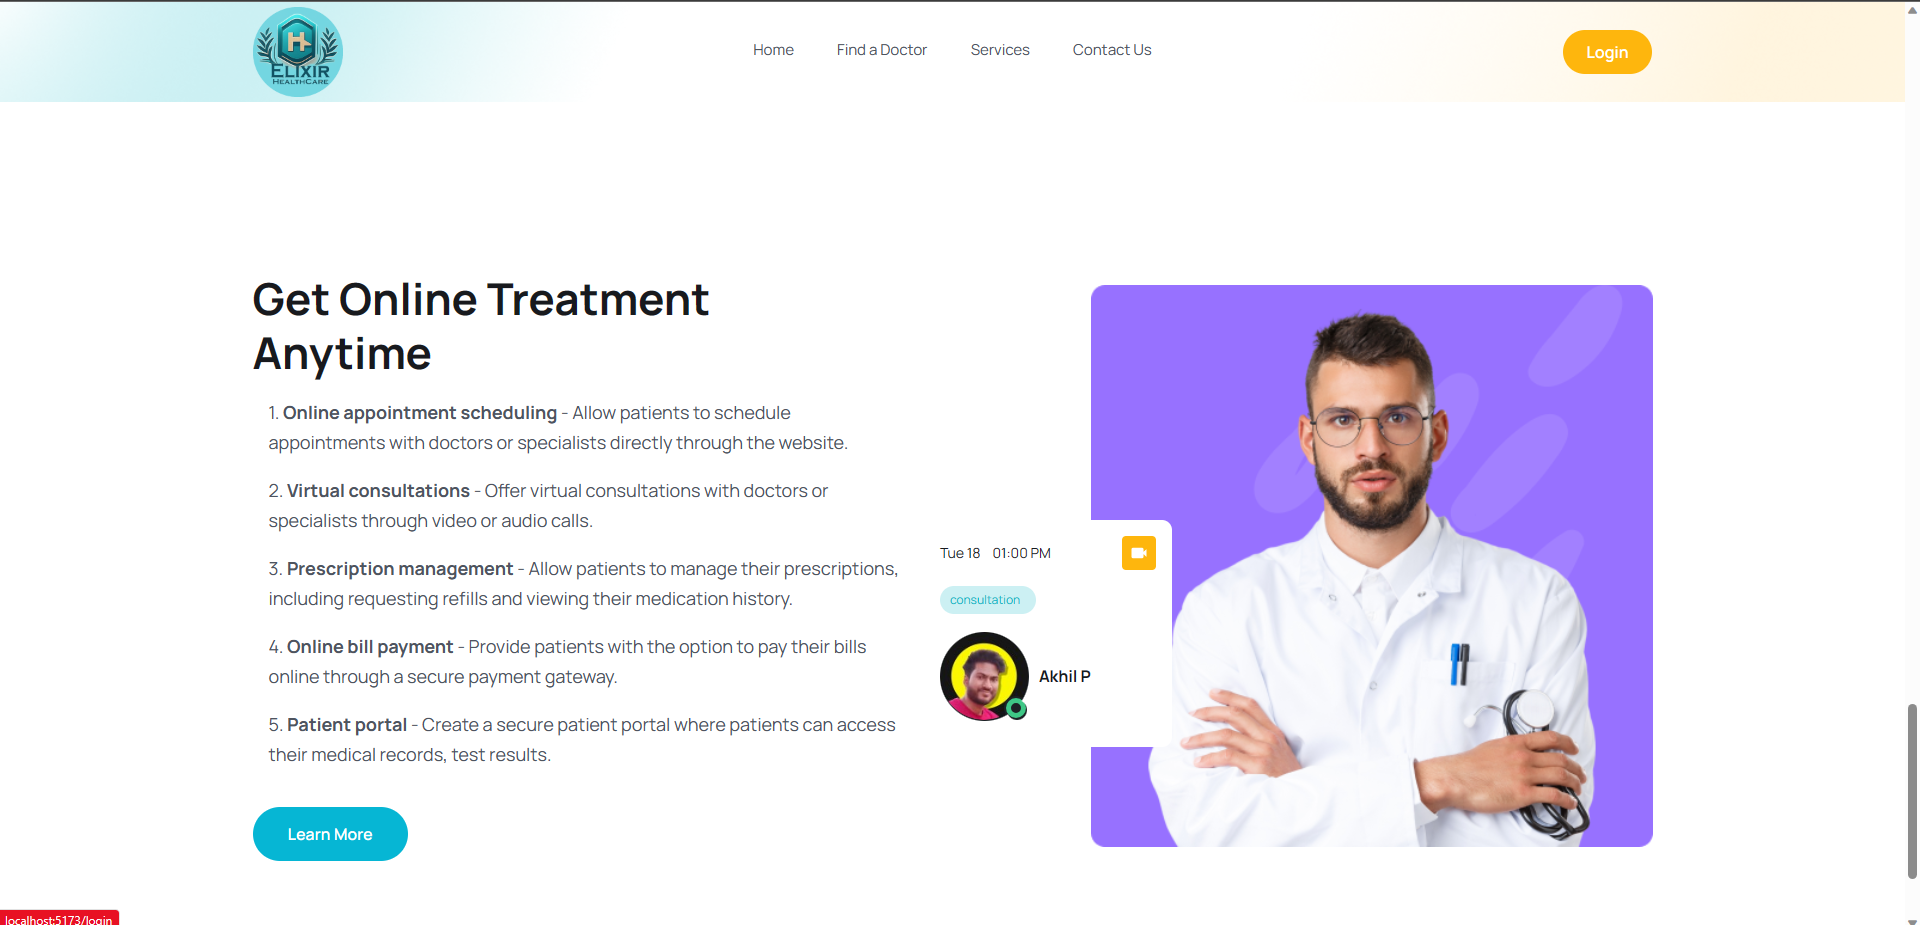 H
ELIXIR
HEALTHCARE
Home
Find a Doctor
Services
Contact Us
Login
Get Online Treatment
Anytime
1. Online appointment scheduling - Allow patients to schedule
appointments with doctors or specialists directly through the website.
2. Virtual consultations - Offer virtual consultations with doctors or
specialists through video or audio calls.
3. Prescription management - Allow patients to manage their prescriptions,
including requesting refills and viewing their medication history.
4. Online bill payment - Provide patients with the option to pay their bills
online through a secure payment gateway.
5. Patient portal - Create a secure patient portal where patients can access
their medical records, test results.
Learn More
Tue 18 01:00 PM
consultation
Akhil P
localhost:5173/login